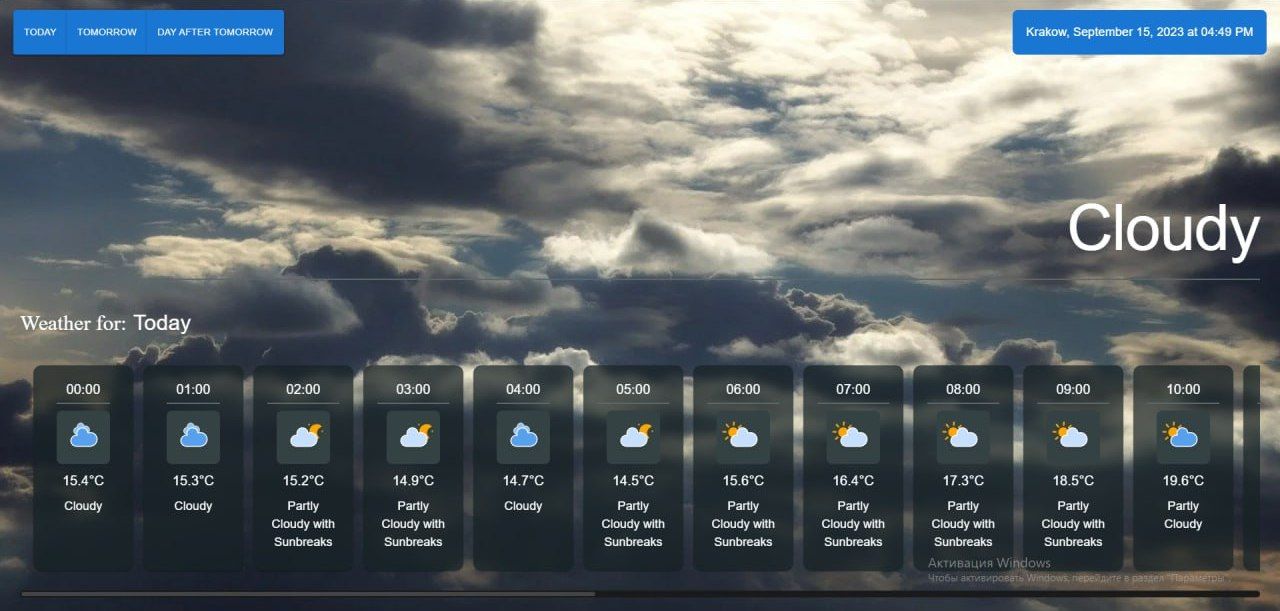 TODAY TOMORROW DAY AFTER TOMORROW
Krakow, September 15, 2023 at 04:49 PM
Cloudy
Weather for: Today
00:00
15.4°C
Cloudy
01:00
15.3°C
Cloudy
02:00
15.2°C
Partly
Cloudy with
Sunbreaks
03:00
14.9°C
Partly
Cloudy with
Sunbreaks
04:00
14.7°C
Cloudy
05:00
14.5°C
Partly
Cloudy with
Sunbreaks
06:00
15.6°C
Partly
Cloudy with
Sunbreaks
07:00
16.4°C
Partly
Cloudy with
Sunbreaks
08:00
17.3°C
Partly
Cloudy with
Sunbreaks
09:00
18.5°C
Partly
Cloudy with
Sunbreaks
10:00
19.6°C
Partly
Cloudy
Активация Windows
Чтобы активировать Windows, перейдите в раздел "Параметры".